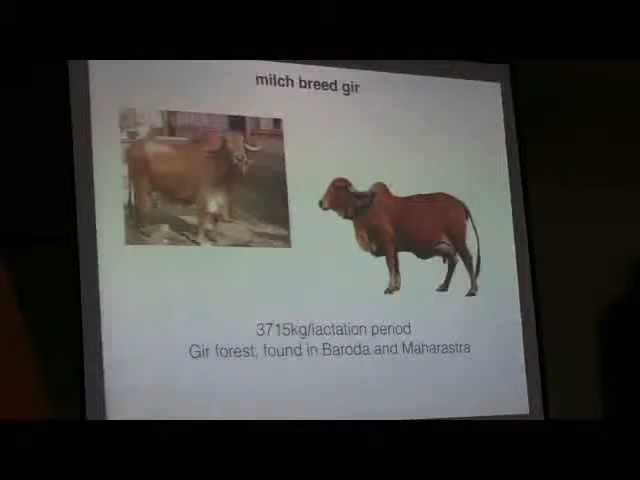 milch breed gir
3715kg/lactation period
Gir forest, found in Baroda and Maharastra